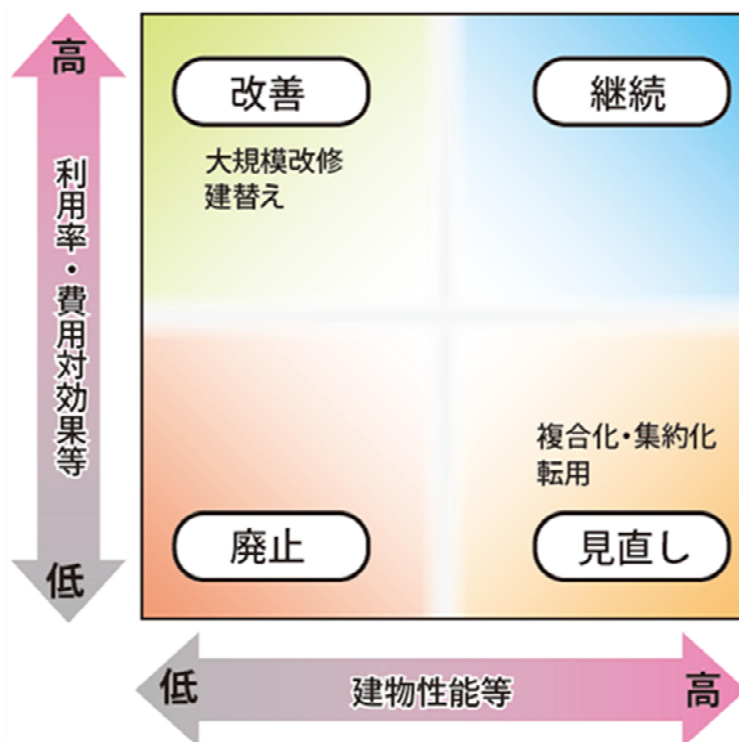 高
利用率・費用対効果等
低
改善
大規模改修
建替え
継続
廃止
複合化・集約化
転用
見直し
低
建物性能等
高